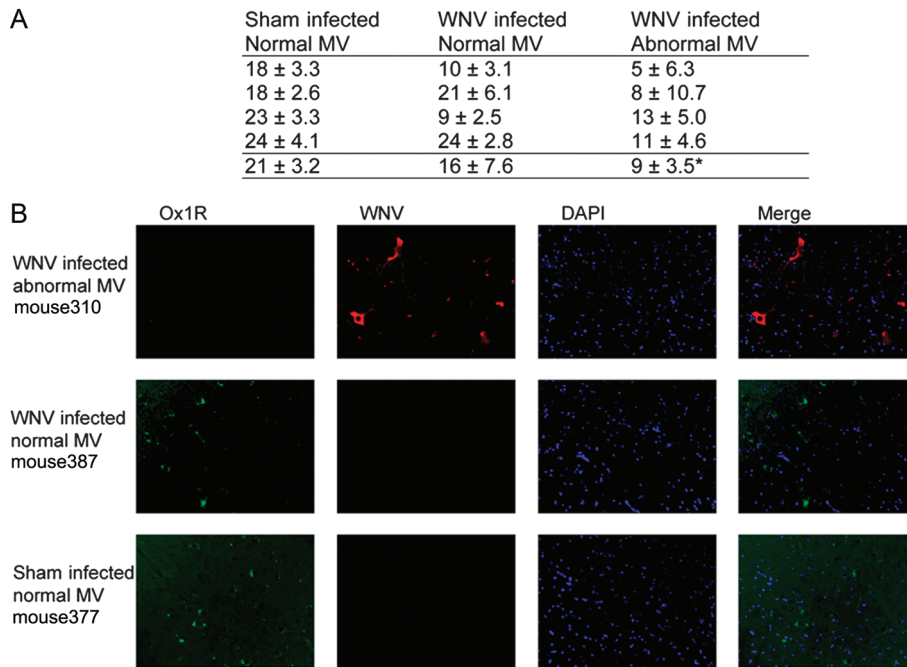 A
Sham infected WNV infected WNV infected
Normal MV Normal MV Abnormal MV
18 ± 3.3 10 ± 3.1 5 ± 6.3
18 ± 2.6 21 ± 6.1 8 ± 10.7
23 ± 3.3 9 ± 2.5 13 ± 5.0
24 ± 4.1 24 ± 2.8 11 ± 4.6
21 ± 3.2 16 ± 7.6 9 ± 3.5*
B
Ox1R WNV DAPI Merge
WNV infected
abnormal MV
mouse310
WNV infected
normal MV
mouse387
Sham infected
normal MV
mouse377